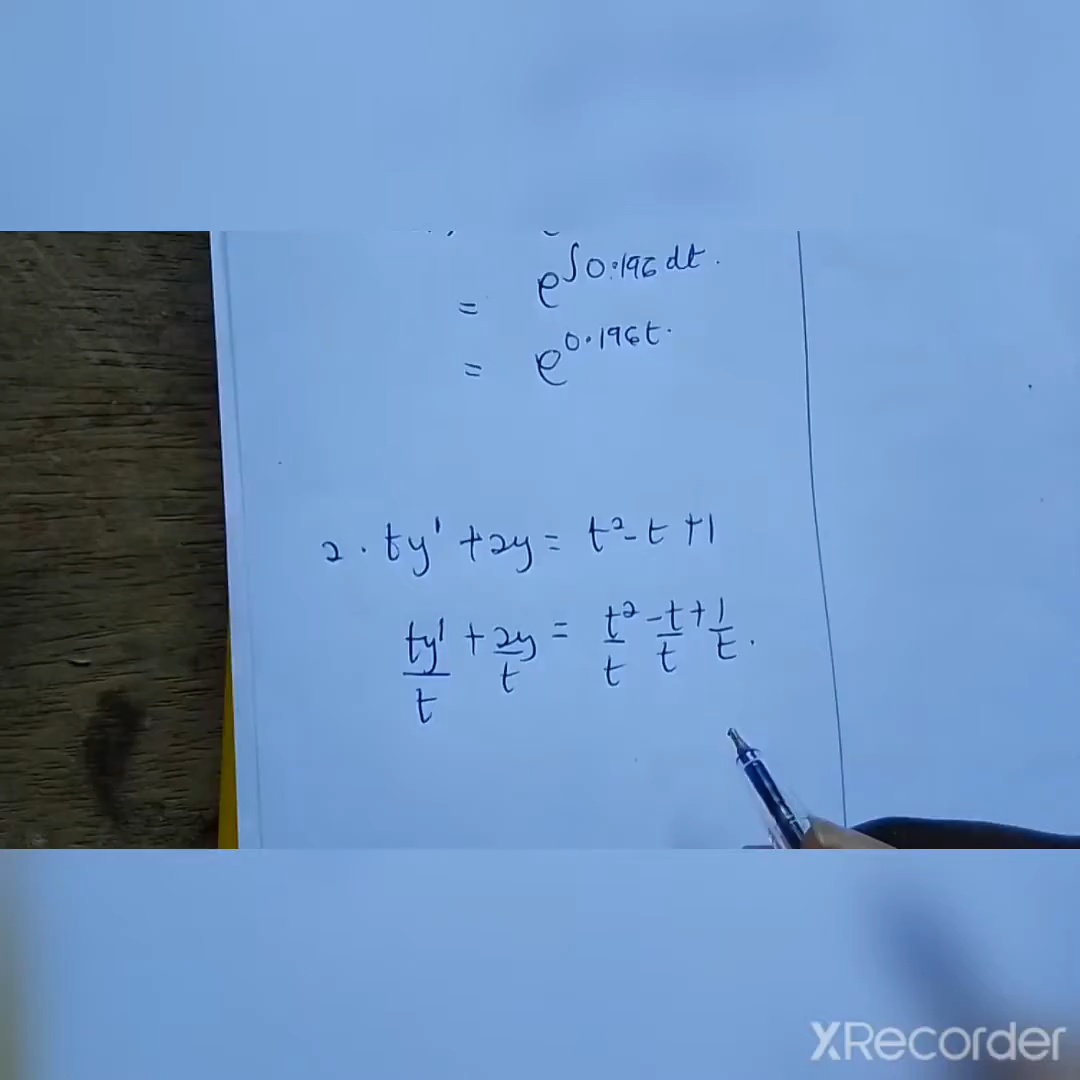 = e^∫0.196 dt.
= e^0.196t.
2. ty' + 2y = t² - t + 1
ty'/t + 2y/t = t²/t - t/t + 1/t.
XRecorder